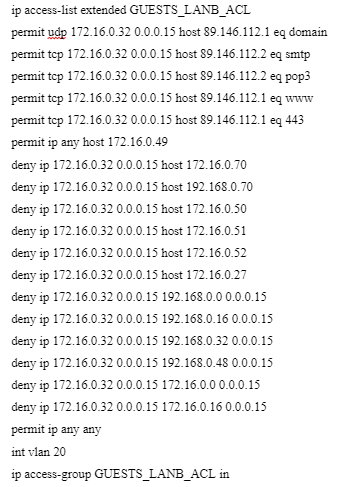 ip access-list extended GUESTS_LANB_ACL
permit udp 172.16.0.32 0.0.0.15 host 89.146.112.1 eq domain
permit tcp 172.16.0.32 0.0.0.15 host 89.146.112.2 eq smtp
permit tcp 172.16.0.32 0.0.0.15 host 89.146.112.2 eq pop3
permit tcp 172.16.0.32 0.0.0.15 host 89.146.112.1 eq www
permit tcp 172.16.0.32 0.0.0.15 host 89.146.112.1 eq 443
permit ip any host 172.16.0.49
deny ip 172.16.0.32 0.0.0.15 host 172.16.0.70
deny ip 172.16.0.32 0.0.0.15 host 192.168.0.70
deny ip 172.16.0.32 0.0.0.15 host 172.16.0.50
deny ip 172.16.0.32 0.0.0.15 host 172.16.0.51
deny ip 172.16.0.32 0.0.0.15 host 172.16.0.52
deny ip 172.16.0.32 0.0.0.15 host 172.16.0.27
deny ip 172.16.0.32 0.0.0.15 192.168.0.0 0.0.0.15
deny ip 172.16.0.32 0.0.0.15 192.168.0.16 0.0.0.15
deny ip 172.16.0.32 0.0.0.15 192.168.0.32 0.0.0.15
deny ip 172.16.0.32 0.0.0.15 192.168.0.48 0.0.0.15
deny ip 172.16.0.32 0.0.0.15 172.16.0.0 0.0.0.15
deny ip 172.16.0.32 0.0.0.15 172.16.0.16 0.0.0.15
permit ip any any
int vlan 20
ip access-group GUESTS_LANB_ACL in